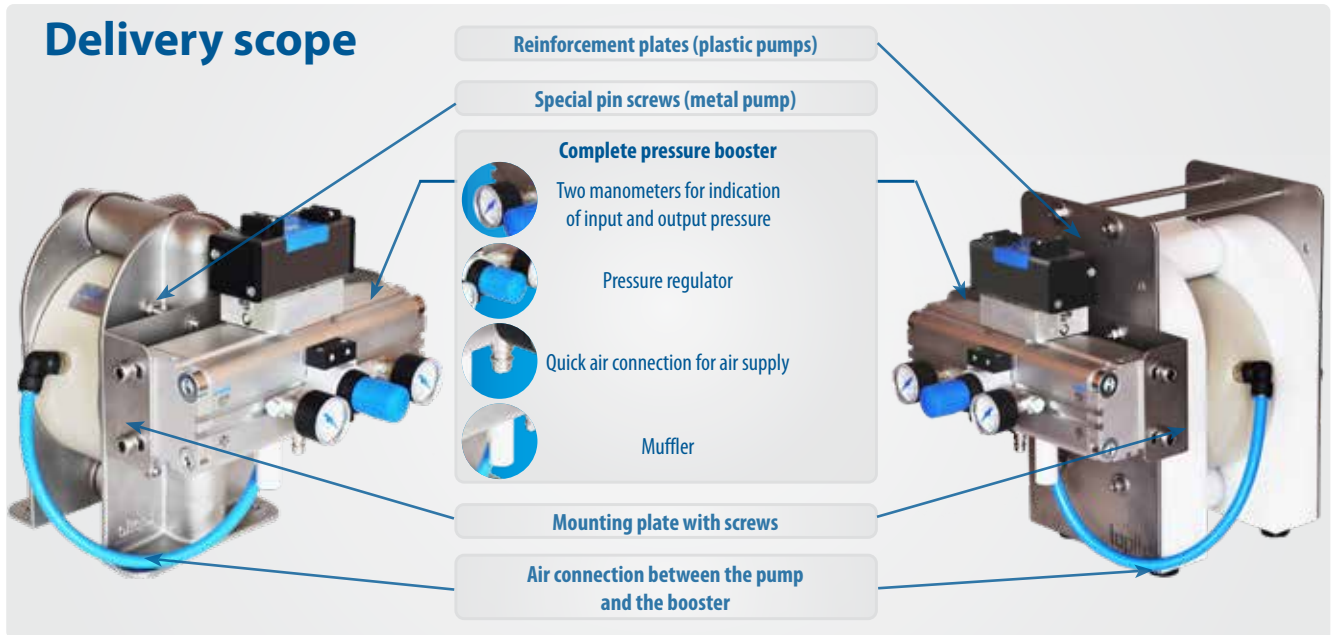 Delivery scope
Reinforcement plates (plastic pumps)
Special pin screws (metal pump)
Complete pressure booster
Two manometers for indication
of input and output pressure
Pressure regulator
Quick air connection for air supply
Muffler
Mounting plate with screws
Air connection between the pump
and the booster